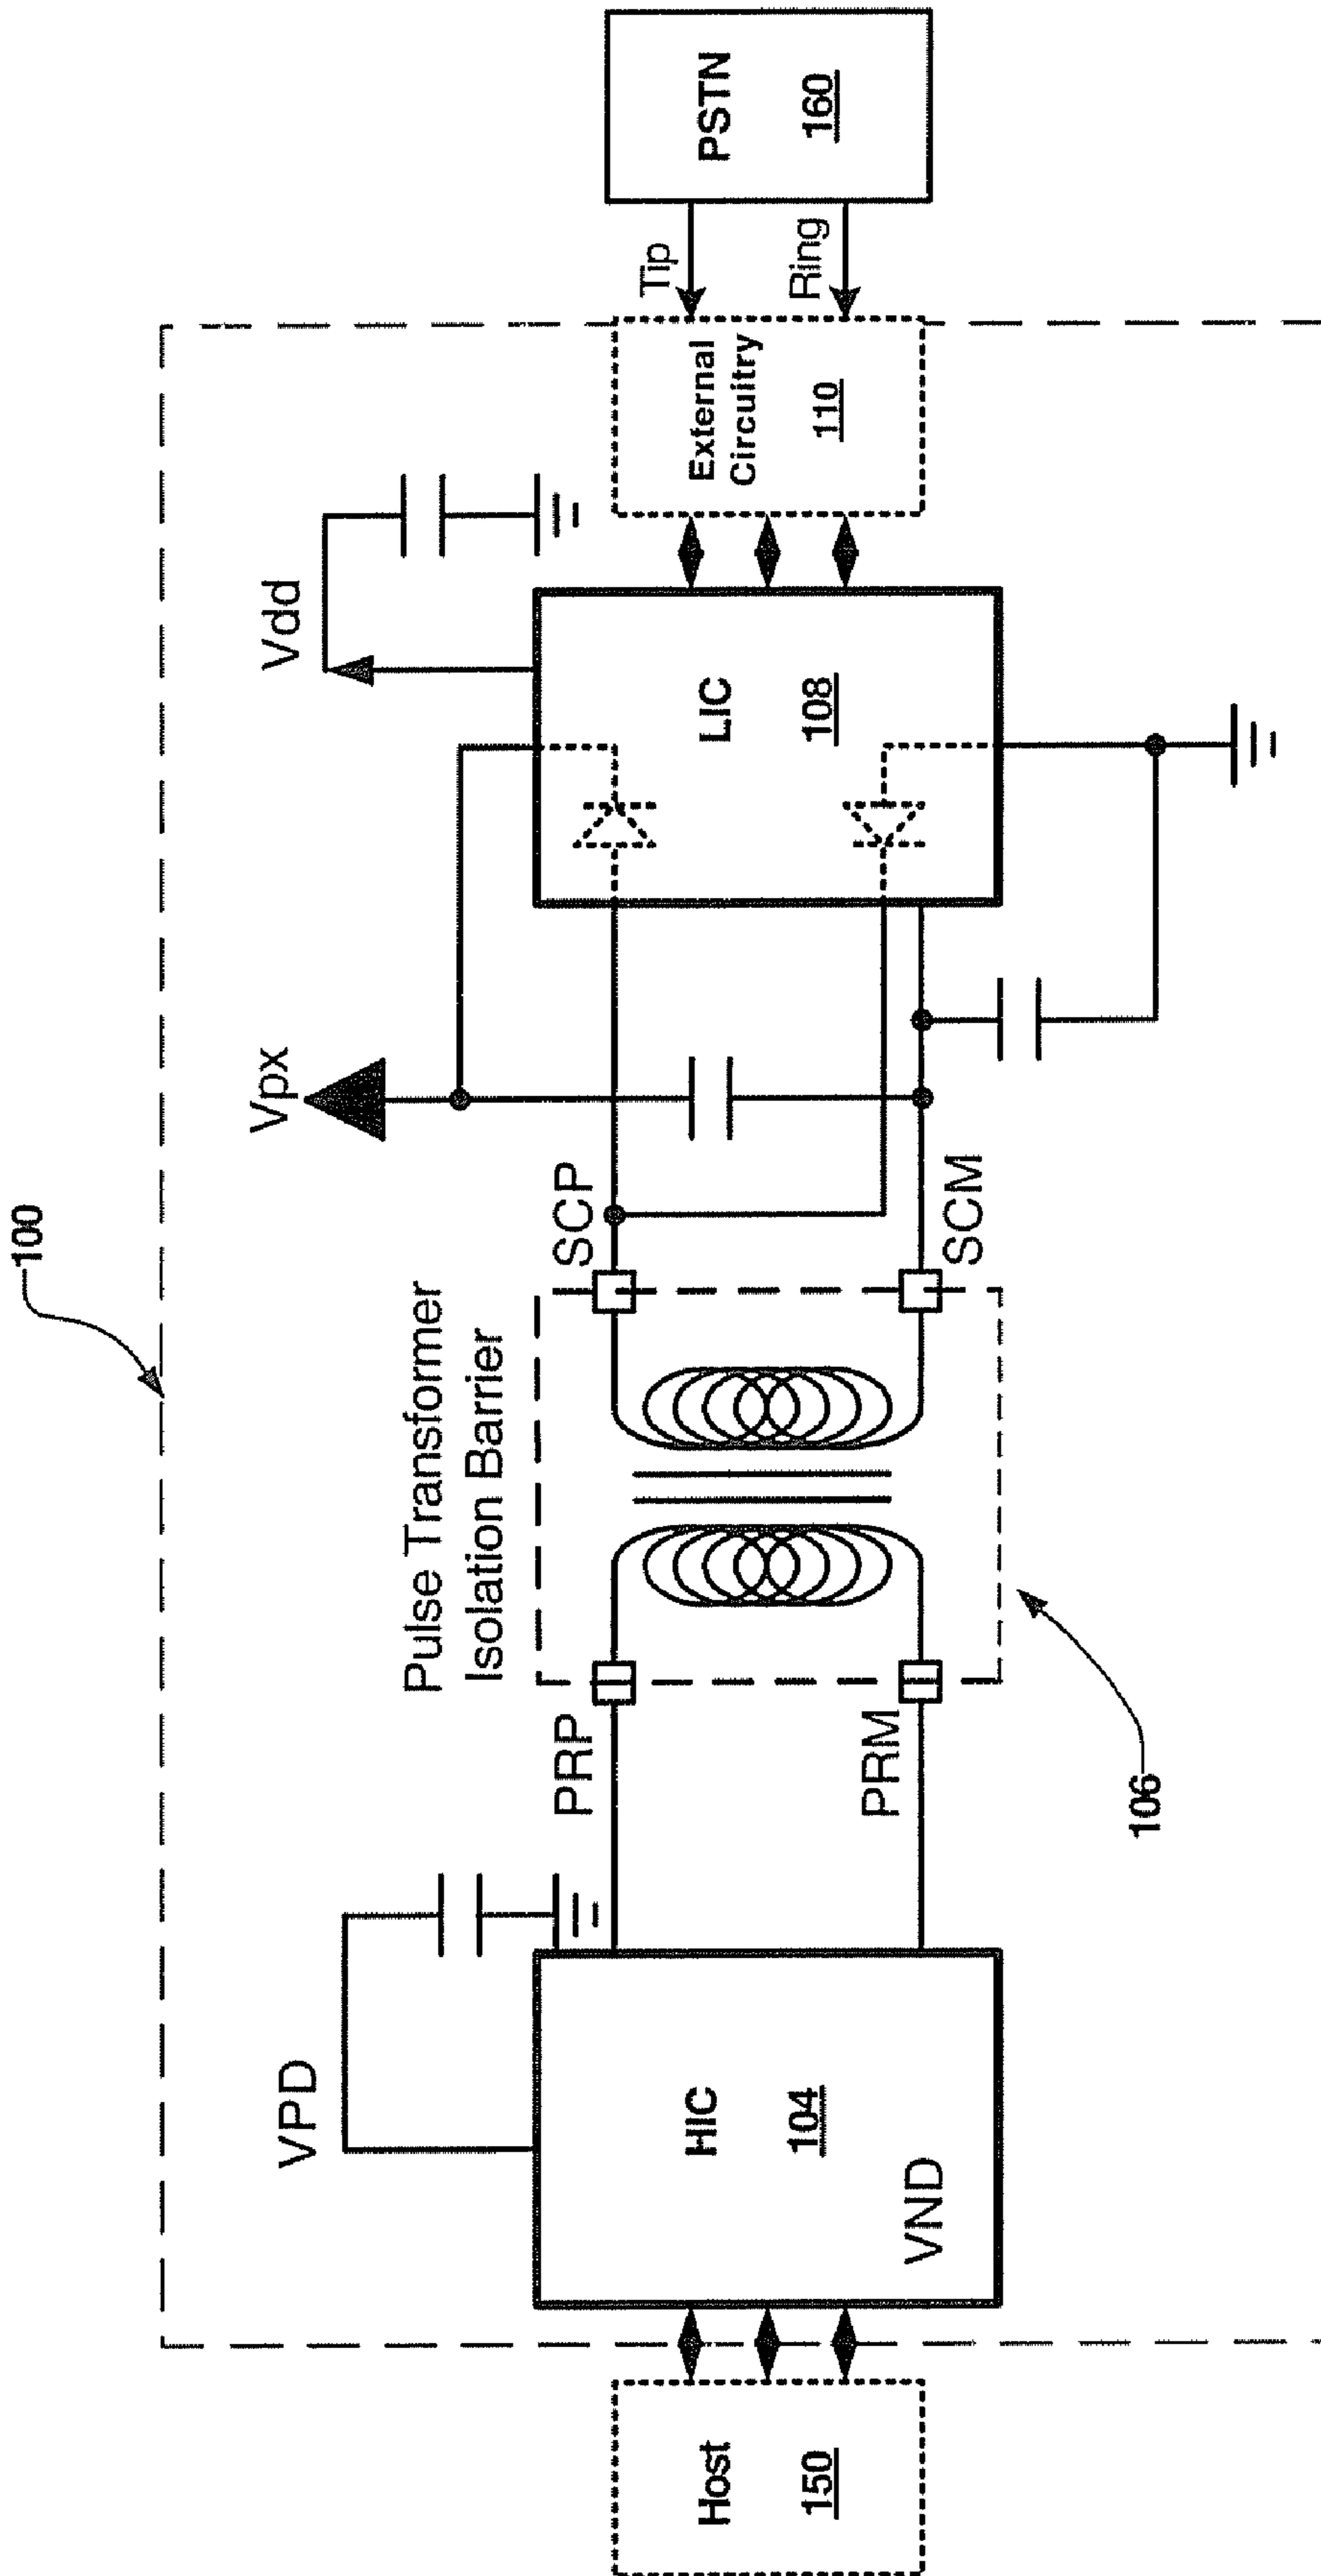 100
Pulse Transformer
Isolation Barrier
VPD
Vpx
Vdd
Host
150
HIC
104
VND
PRP
PRM
SCP
SCM
106
LIC
108
External
Circuitry
110
Tip
Ring
PSTN
160